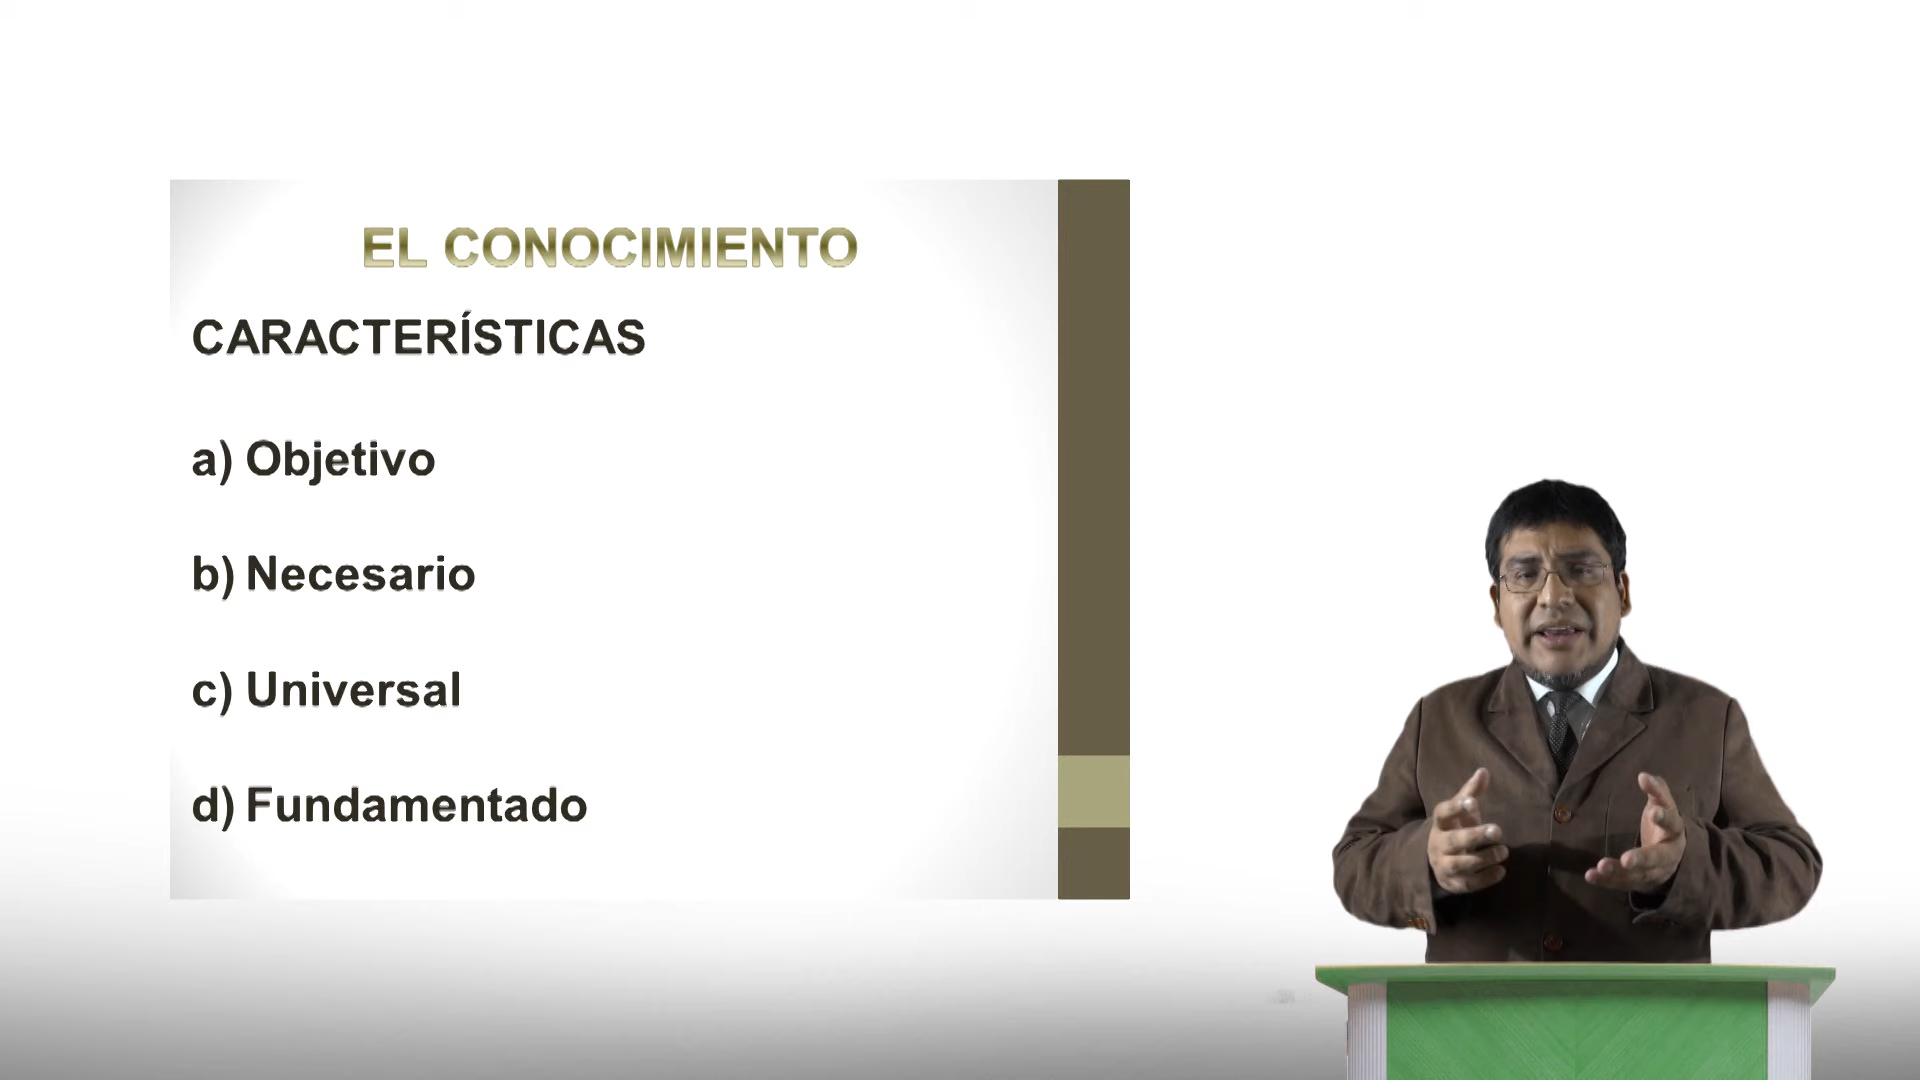 EL CONOCIMIENTO
CARACTERÍSTICAS
a) Objetivo
b) Necesario
c) Universal
d) Fundamentado